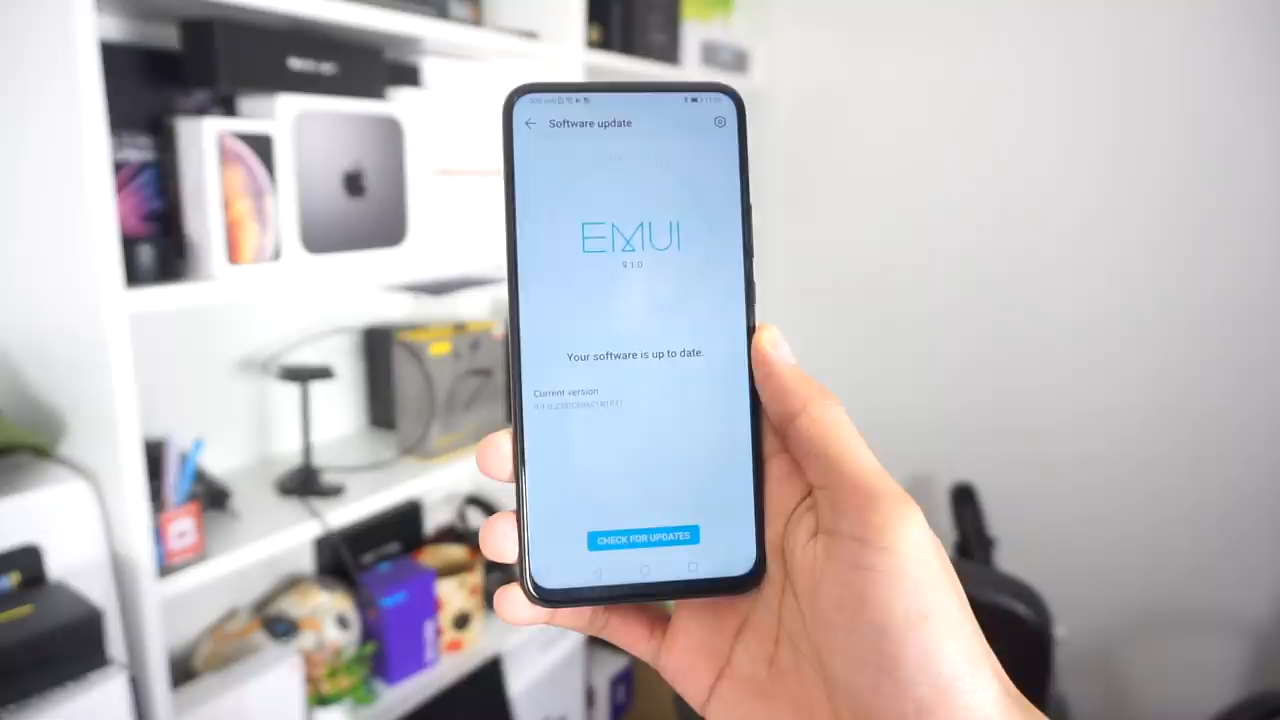 Software update
EMUI
9.1.0
Your software is up to date.
Current version
CHECK FOR UPDATES